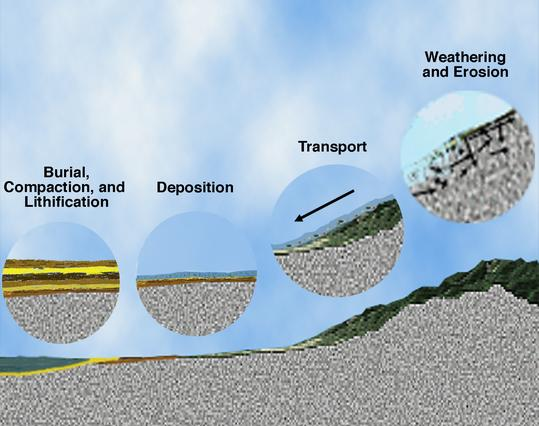 Weathering
and Erosion
Transport
Burial,
Compaction, and
Lithification
Deposition